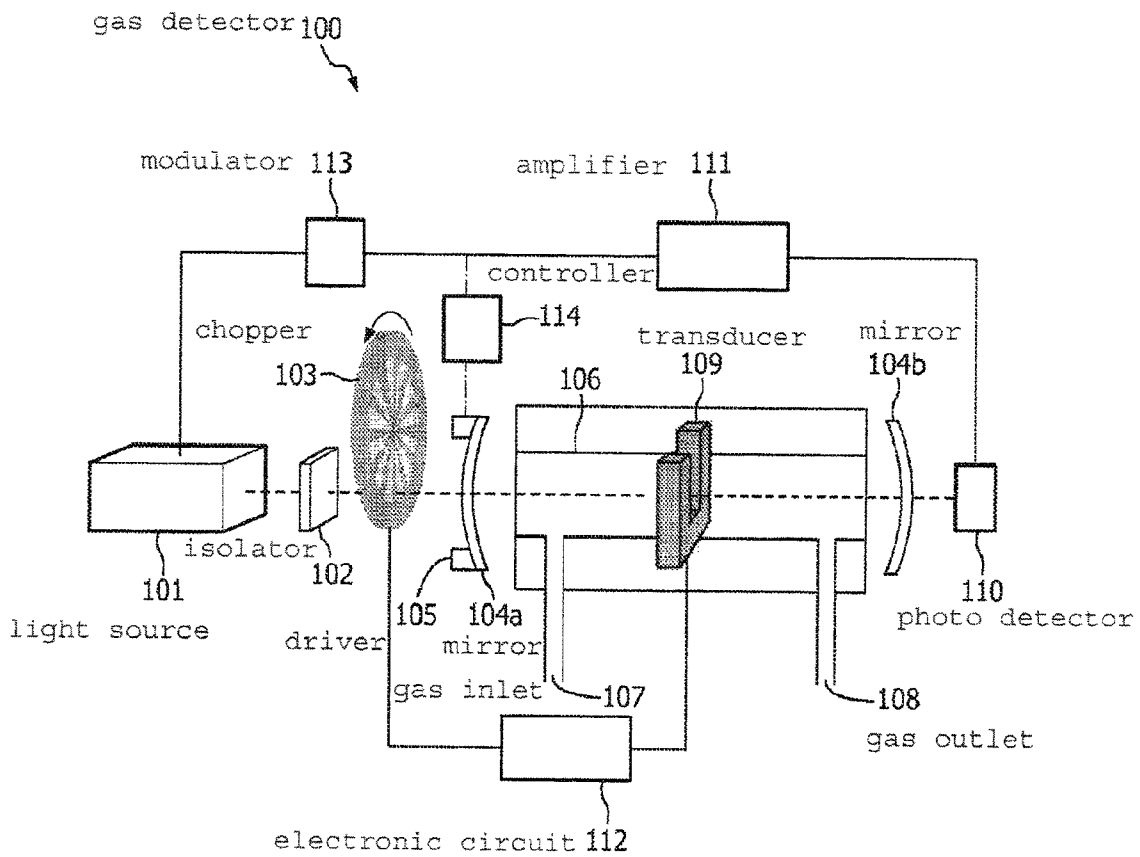 gas detector 100
modulator 113
amplifier 111
controller
114
chopper
103
transducer
109
mirror
104b
106
isolator
102
101
light source
105
104a
driver
mirror
gas inlet
107
108
gas outlet
110
photo detector
electronic circuit 112